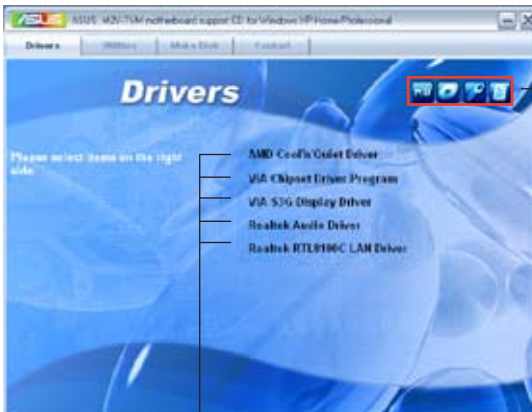 ASUS M2V-TVM motherboard support CD for Windows XP Home/Professional
Drivers Utilities Make Disk Contact
Drivers
Please select items on the right side.
AMD Cool'n'Quiet Driver
VIA Chipset Driver Program
VIA S3G Display Driver
Realtek Audio Driver
Realtek RTL8100C LAN Driver